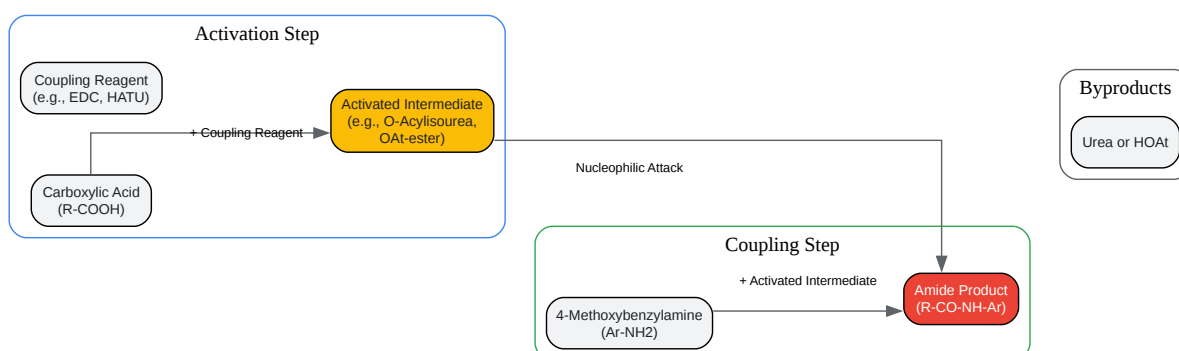 Activation Step
Coupling Reagent
(e.g., EDC, HATU)
Activated Intermediate
(e.g., O-Acylisourea,
OAt-ester)
+ Coupling Reagent
Carboxylic Acid
(R-COOH)
Nucleophilic Attack
Byproducts
Urea or HOAt
Coupling Step
+ Activated Intermediate
4-Methoxybenzylamine
(Ar-NH2)
Amide Product
(R-CO-NH-Ar)